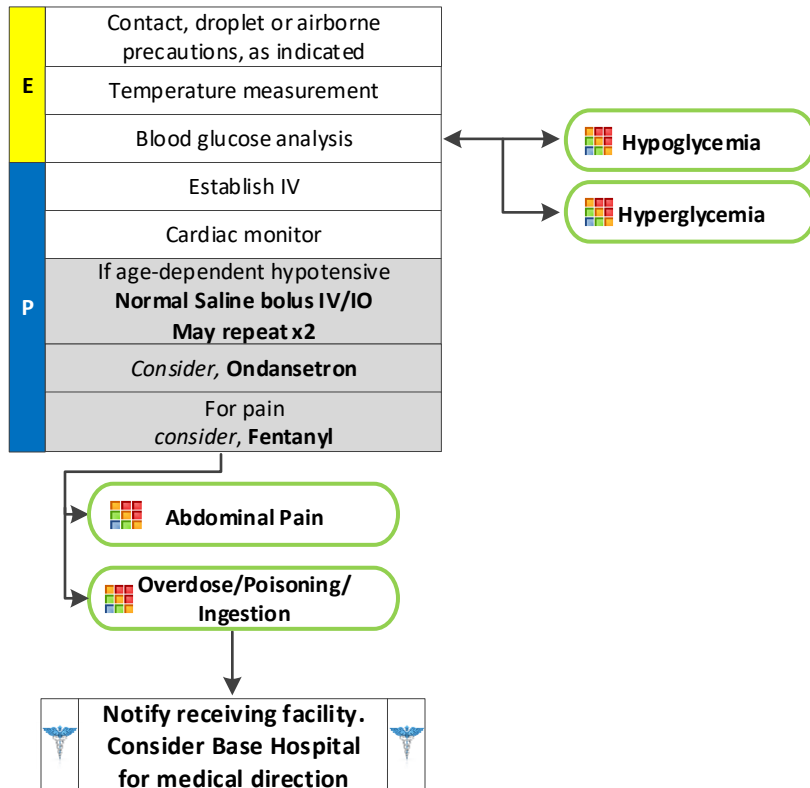 Contact, droplet or airborne
precautions, as indicated
E
Temperature measurement
Blood glucose analysis
Hypoglycemia
Hyperglycemia
Establish IV
Cardiac monitor
P
If age-dependent hypotensive
Normal Saline bolus IV/IO
May repeat x2
Consider, Ondansetron
For pain
consider, Fentanyl
Abdominal Pain
Overdose/Poisoning/
Ingestion
Notify receiving facility.
Consider Base Hospital
for medical direction